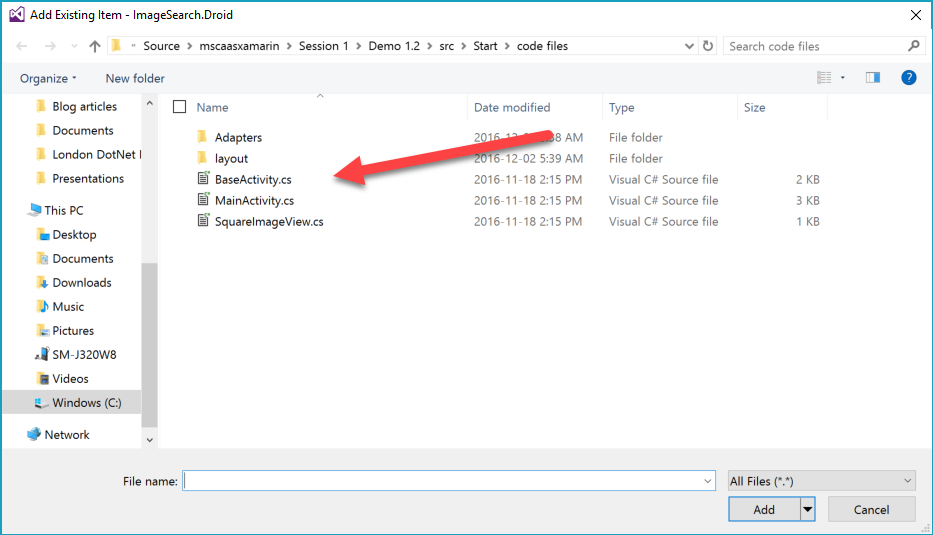 Add Existing Item - ImageSearch.Droid
« Source > mscaasxamarin > Session 1 > Demo 1.2 > src > Start > code files
Search code files
Organize
New folder
?
Blog articles
Documents
London DotNet
Presentations
This PC
Desktop
Documents
Downloads
Music
Pictures
SM-J320W8
Videos
Windows (C:)
Network
Name Date modified Type Size
Adapters AM File folder
layout 2016-12-02 5:39 AM File folder
BaseActivity.cs 2016-11-18 2:15 PM Visual C# Source file 2 KB
MainActivity.cs 2016-11-18 2:15 PM Visual C# Source file 3 KB
SquareImageView.cs 2016-11-18 2:15 PM Visual C# Source file 1 KB
File name:
All Files (*.*)
Add
Cancel